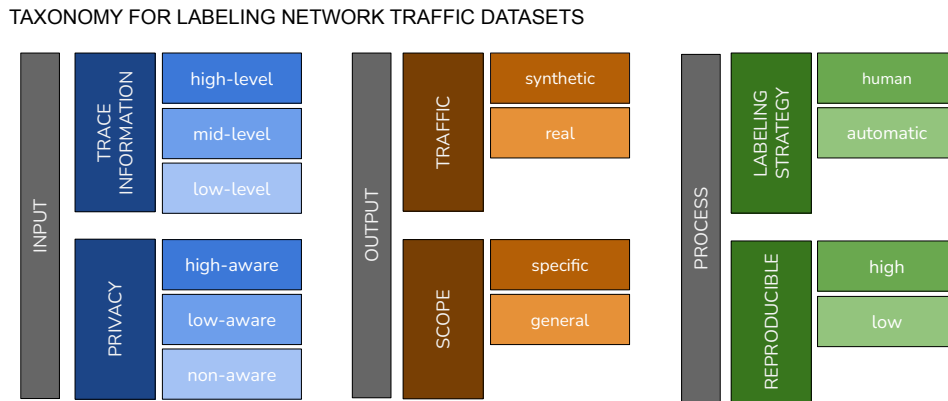 TAXONOMY FOR LABELING NETWORK TRAFFIC DATASETS
INPUT
TRACE
INFORMATION
high-level
mid-level
low-level
PRIVACY
high-aware
low-aware
non-aware
OUTPUT
TRAFFIC
synthetic
real
SCOPE
specific
general
PROCESS
LABELING
STRATEGY
human
automatic
REPRODUCIBLE
high
low